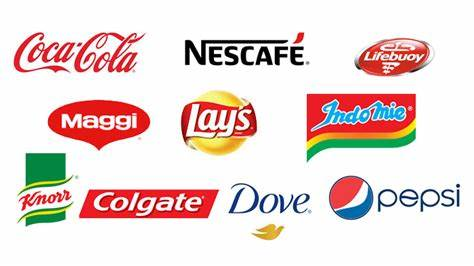 Coca-Cola®
NESCAFÉ®
Lifebuoy
Maggi®
Lay's
Indomie®
Knorr
Colgate®
Dove®
pepsi